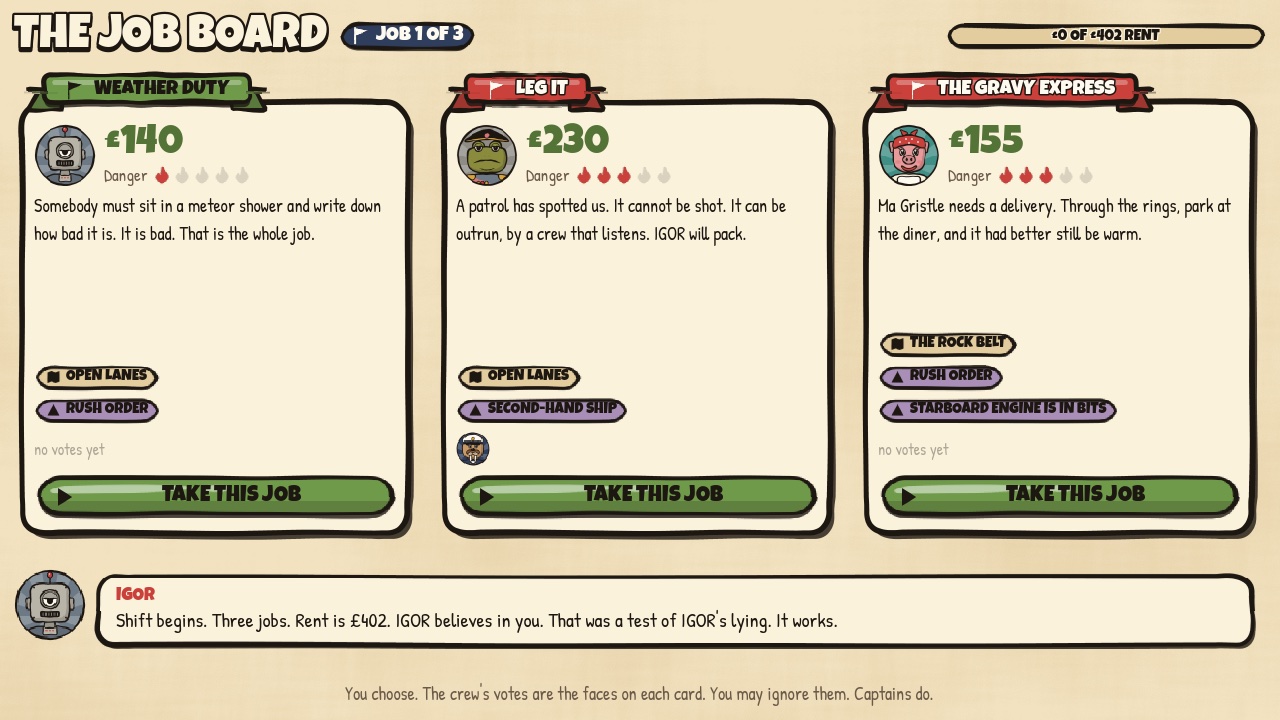 THE JOB BOARD
JOB 1 OF 3
£0 OF £402 RENT
WEATHER DUTY
£140
Danger
Somebody must sit in a meteor shower and write down
how bad it is. It is bad. That is the whole job.
OPEN LANES
RUSH ORDER
no votes yet
TAKE THIS JOB
LEG IT
£230
Danger
A patrol has spotted us. It cannot be shot. It can be
outrun, by a crew that listens. IGOR will pack.
OPEN LANES
SECOND-HAND SHIP
TAKE THIS JOB
THE GRAVY EXPRESS
£155
Danger
Ma Gristle needs a delivery. Through the rings, park at
the diner, and it had better still be warm.
THE ROCK BELT
RUSH ORDER
STARBOARD ENGINE IS IN BITS
no votes yet
TAKE THIS JOB
IGOR
Shift begins. Three jobs. Rent is £402. IGOR believes in you. That was a test of IGOR's lying. It works.
You choose. The crew's votes are the faces on each card. You may ignore them. Captains do.